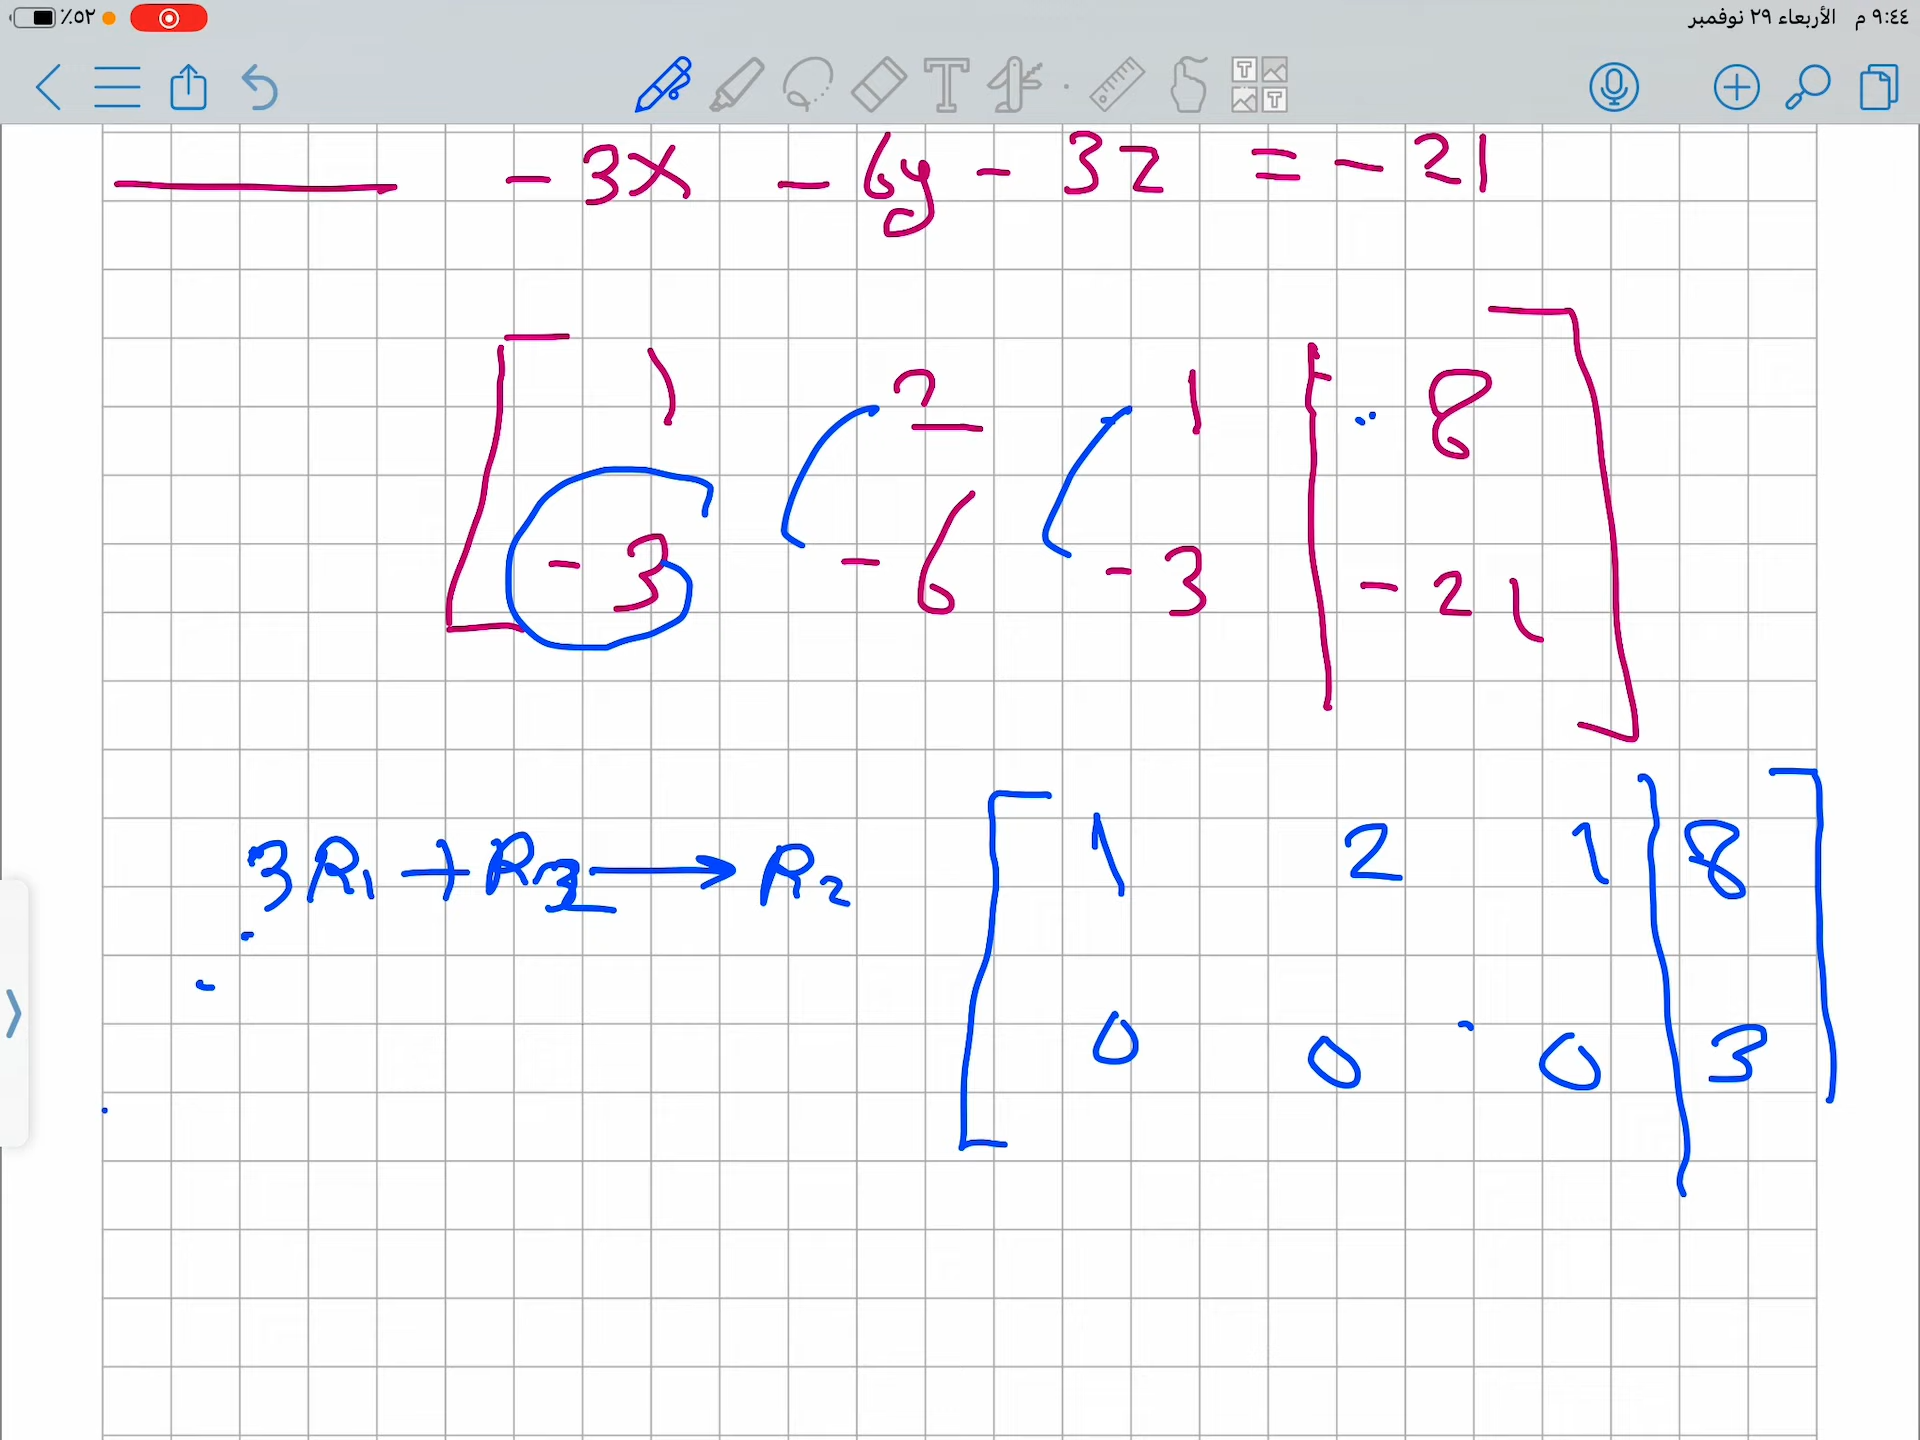 ٪٥٢ الأربعاء ٢٩ نوفمبر ٩:٤٤ م
T T T
-3x - 6y - 3z = -21
1 2 1 | 8
-3 -6 -3 | -21
3R1 + R2 → R2
1 2 1 | 8
0 0 0 | 3